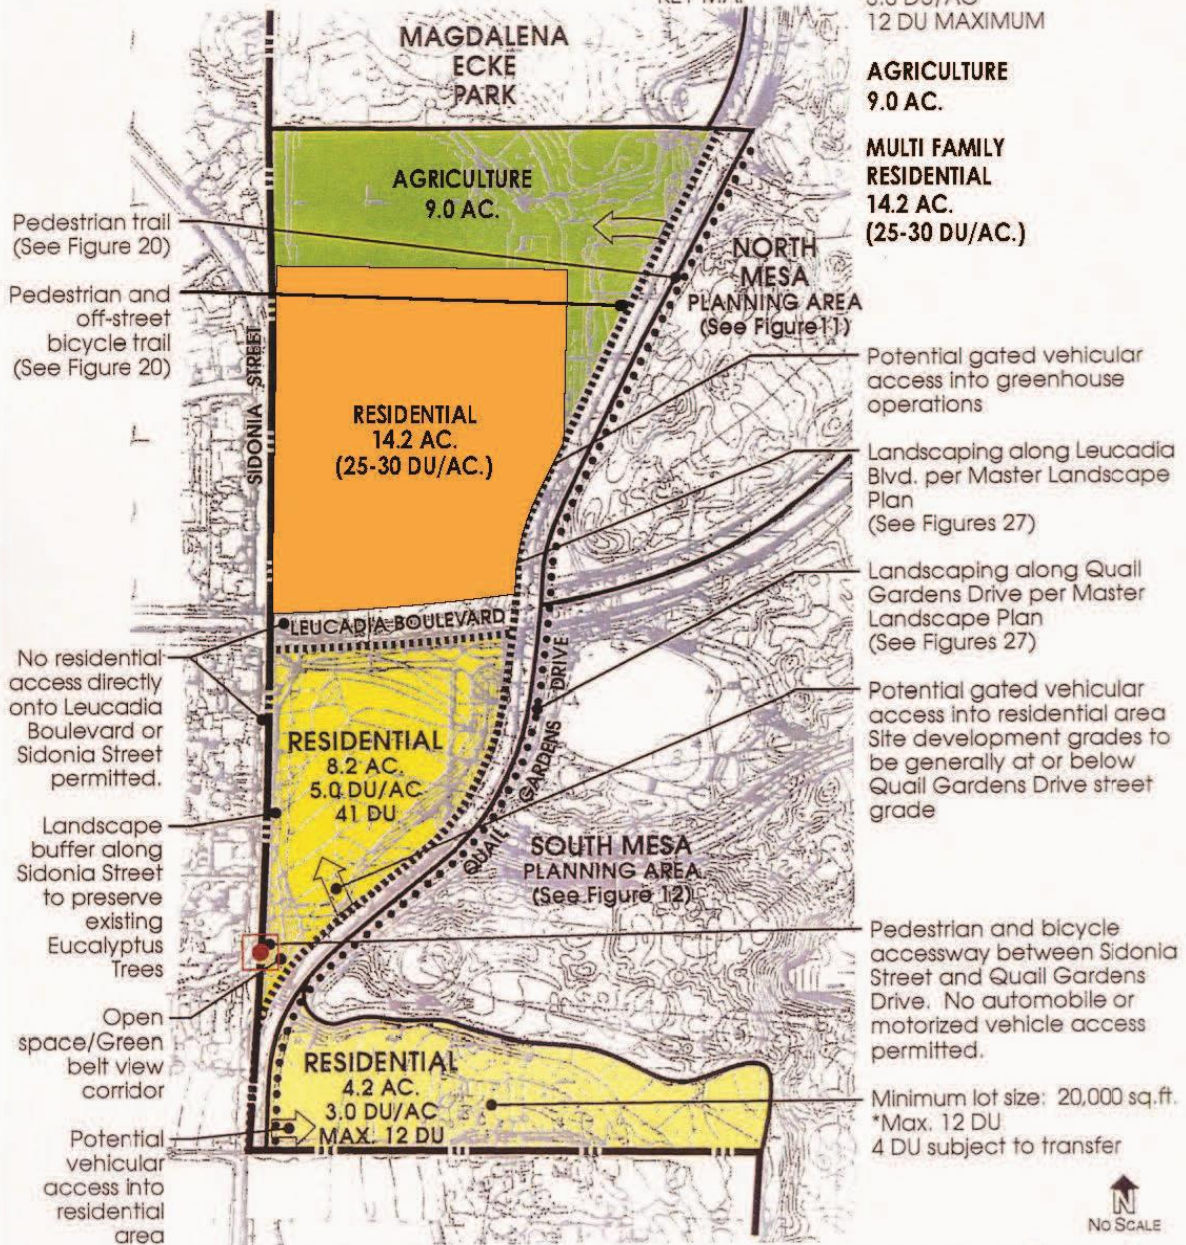 12 DU MAXIMUM
MAGDALENA
ECKE
PARK
AGRICULTURE
9.0 AC.
MULTI FAMILY
RESIDENTIAL
14.2 AC.
(25-30 DU/AC.)
AGRICULTURE
9.0 AC.
Pedestrian trail
(See Figure 20)
NORTH
MESA
PLANNING AREA
(See Figure11)
Pedestrian and
off-street
bicycle trail
(See Figure 20)
SIDONIA STREET
Potential gated vehicular
access into greenhouse
operations
RESIDENTIAL
14.2 AC.
(25-30 DU/AC.)
Landscaping along Leucadia
Blvd. per Master Landscape
Plan
(See Figures 27)
Landscaping along Quail
Gardens Drive per Master
Landscape Plan
(See Figures 27)
LEUCADIA BOULEVARD
No residential
access directly
onto Leucadia
Boulevard or
Sidonia Street
permitted.
QUAIL GARDENS DRIVE
Potential gated vehicular
access into residential area
Site development grades to
be generally at or below
Quail Gardens Drive street
grade
RESIDENTIAL
8.2 AC.
5.0 DU/AC
41 DU
Landscape
buffer along
Sidonia Street
to preserve
existing
Eucalyptus
Trees
SOUTH MESA
PLANNING AREA
(See Figure 12)
Pedestrian and bicycle
accessway between Sidonia
Street and Quail Gardens
Drive. No automobile or
motorized vehicle access
permitted.
Open
space/Green
belt view
corridor
RESIDENTIAL
4.2 AC.
3.0 DU/AC
MAX. 12 DU
Minimum lot size: 20,000 sq.ft.
*Max. 12 DU
4 DU subject to transfer
Potential
vehicular
access into
residential
area
N
NO SCALE